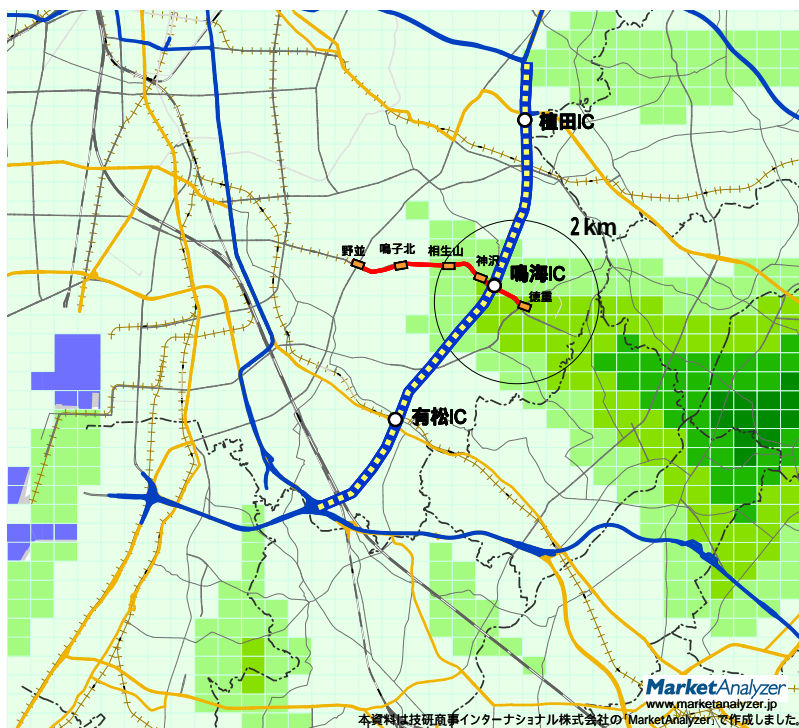 植田IC
2km
野並
鳴子北
相生山
神沢
鳴海IC
徳重
有松IC
MarketAnalyzer
www.marketanalyzer.jp
本資料は技研商事インターナショナル株式会社の「MarketAnalyzer」で作成しました。